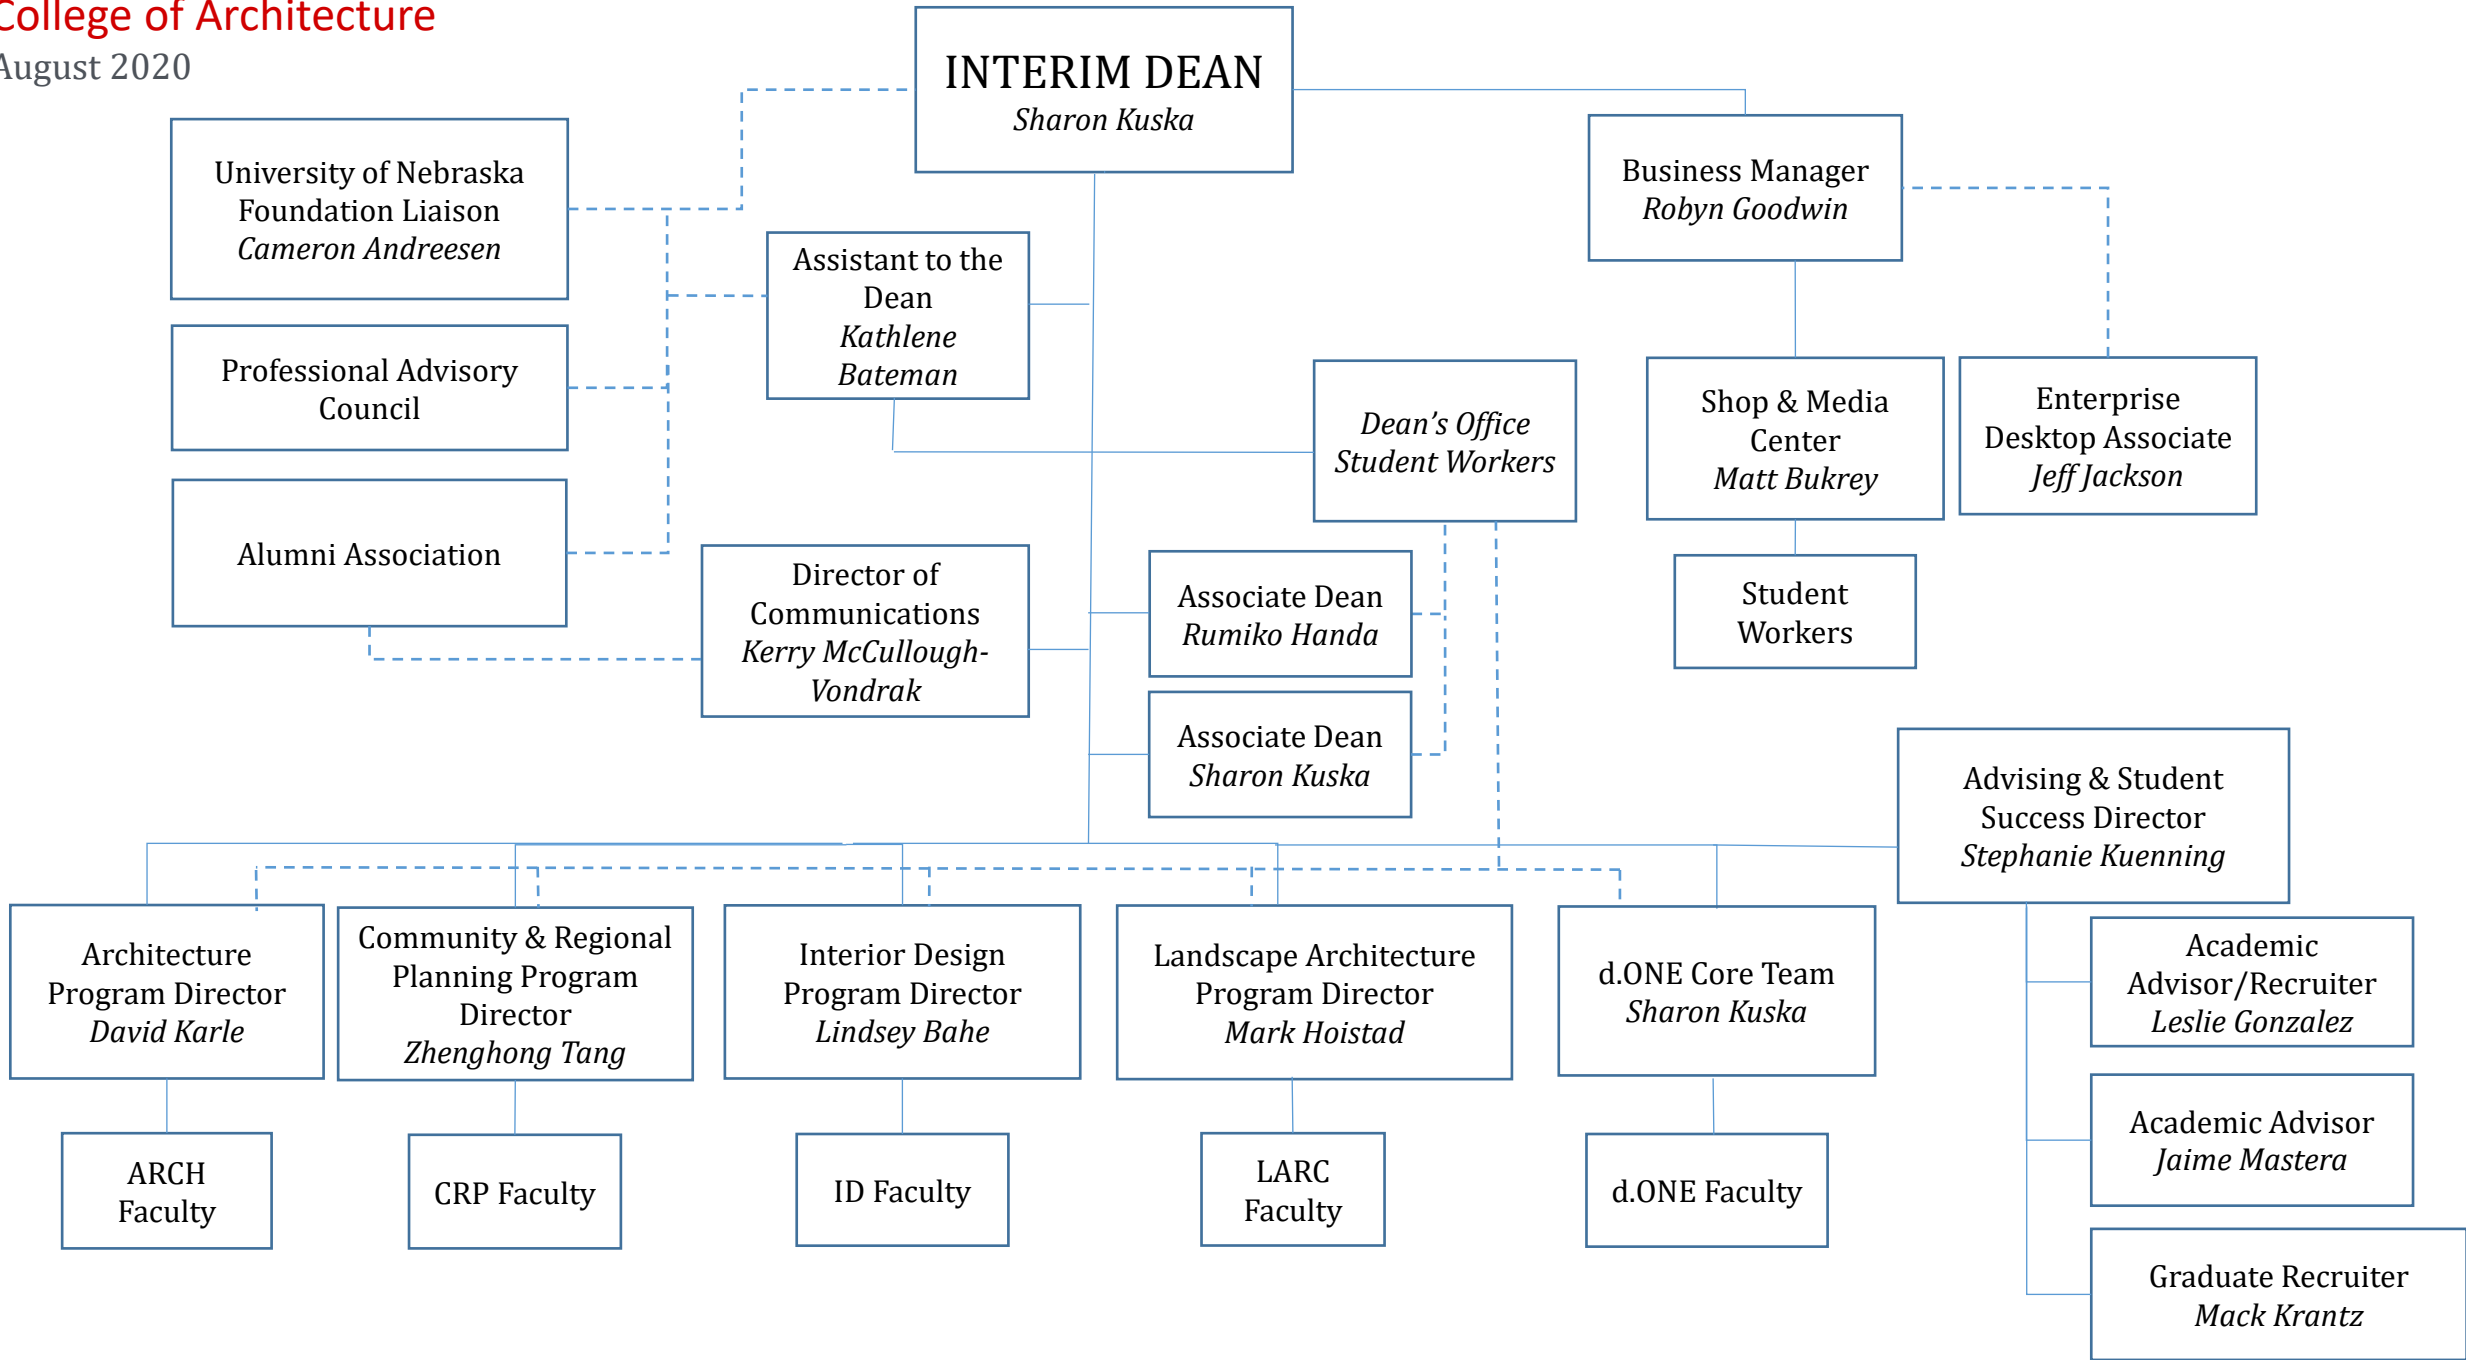 College of Architecture
August 2020
INTERIM DEAN
Sharon Kuska
University of Nebraska
Foundation Liaison
Cameron Andreesen
Business Manager
Robyn Goodwin
Assistant to the
Dean
Kathlene
Bateman
Professional Advisory
Council
Dean’s Office
Student Workers
Shop & Media
Center
Matt Bukrey
Enterprise
Desktop Associate
Jeff Jackson
Alumni Association
Director of
Communications
Kerry McCullough-
Vondrak
Associate Dean
Rumiko Handa
Student
Workers
Associate Dean
Sharon Kuska
Advising & Student
Success Director
Stephanie Kuenning
Architecture
Program Director
David Karle
Community & Regional
Planning Program
Director
Zhenghong Tang
Interior Design
Program Director
Lindsey Bahe
Landscape Architecture
Program Director
Mark Hoistad
d.ONE Core Team
Sharon Kuska
Academic
Advisor/Recruiter
Leslie Gonzalez
Academic Advisor
Jaime Mastera
ARCH
Faculty
CRP Faculty
ID Faculty
LARC
Faculty
d.ONE Faculty
Graduate Recruiter
Mack Krantz